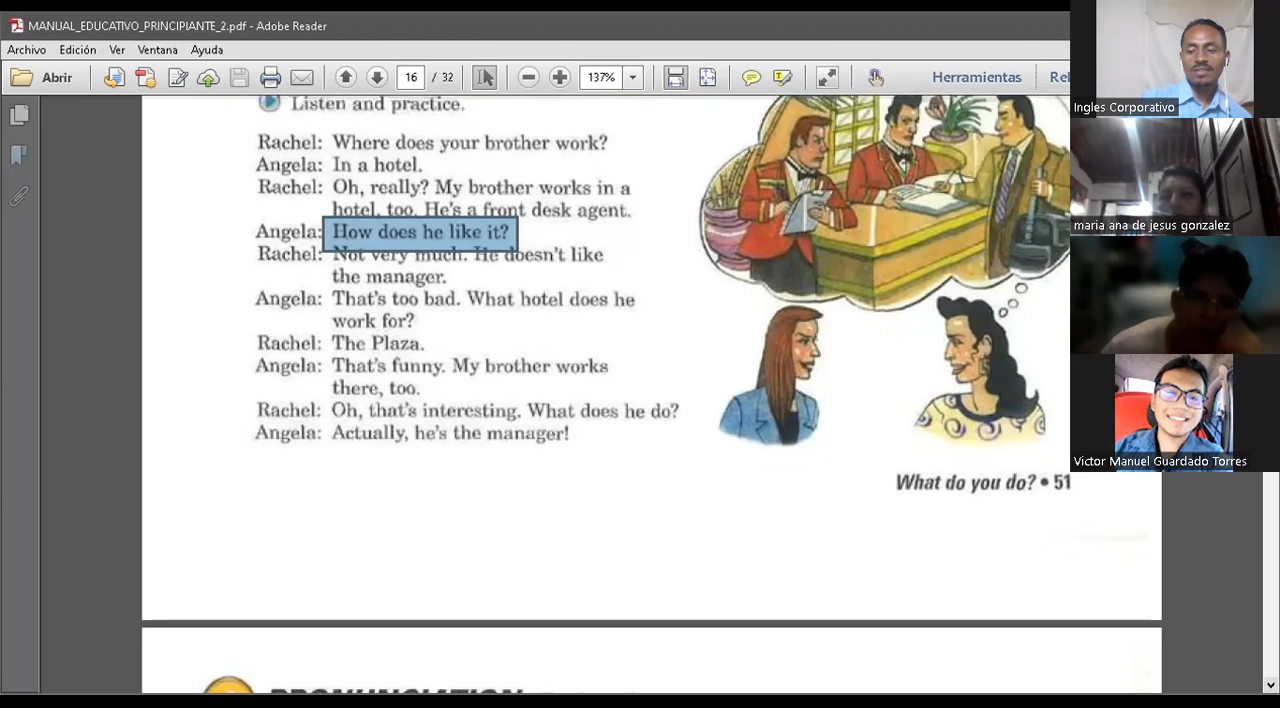 MANUAL_EDUCATIVO_PRINCIPIANTE_2.pdf - Adobe Reader
Archivo Edición Ver Ventana Ayuda
Abrir 16 / 32 137% Herramientas
Listen and practice.
Rachel: Where does your brother work?
Angela: In a hotel.
Rachel: Oh, really? My brother works in a
hotel, too. He's a front desk agent.
Angela: How does he like it?
Rachel: Not very much. He doesn't like
the manager.
Angela: That's too bad. What hotel does he
work for?
Rachel: The Plaza.
Angela: That's funny. My brother works
there, too.
Rachel: Oh, that's interesting. What does he do?
Angela: Actually, he's the manager!
What do you do? • 51
PRONUNCIATION
Ingles Corporativo
maria ana de jesus gonzalez
Victor Manuel Guardado Torres